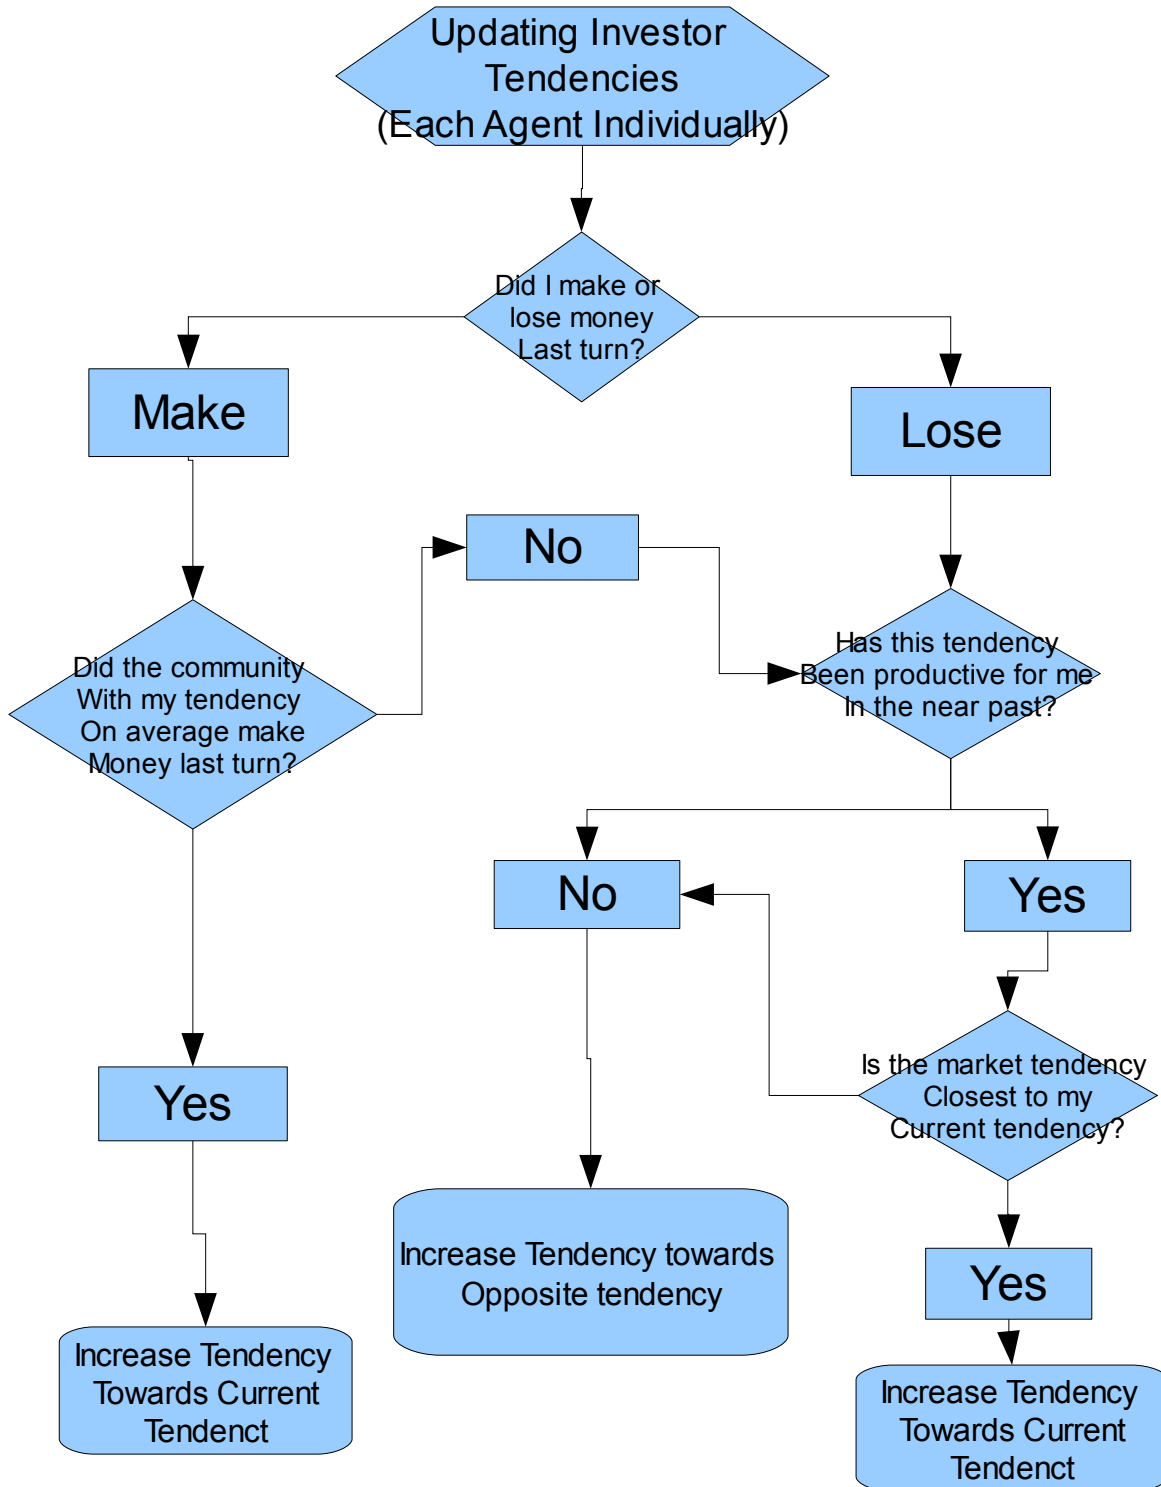 Updating Investor
Tendencies
(Each Agent Individually)
Did I make or
lose money
Last turn?
Make
Lose
No
Has this tendency
Been productive for me
In the near past?
Did the community
With my tendency
On average make
Money last turn?
No
Yes
Is the market tendency
Closest to my
Current tendency?
Yes
Increase Tendency towards
Opposite tendency
Yes
Increase Tendency
Towards Current
Tendenct
Increase Tendency
Towards Current
Tendenct